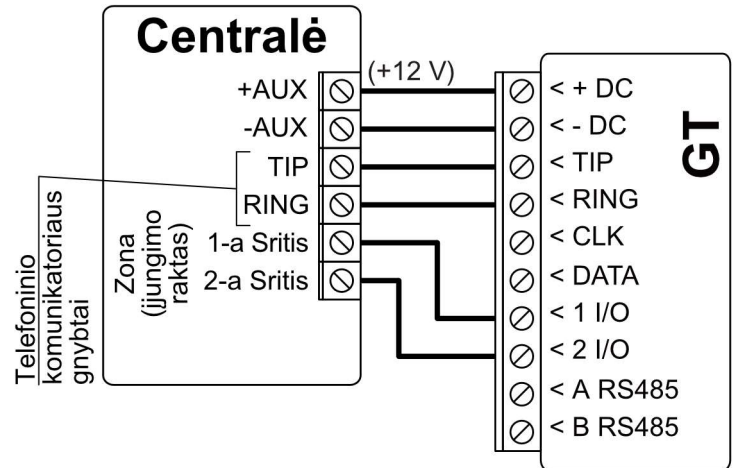 Centralė
+AUX
-AUX
TIP
RING
1-a Sritis
2-a Sritis
Zona
(įjungimo
raktas)
Telefoninio
komunikatoriaus
gnybtai
(+12 V)
< + DC
< - DC
< TIP
< RING
< CLK
< DATA
< 1 I/O
< 2 I/O
< A RS485
< B RS485
GT